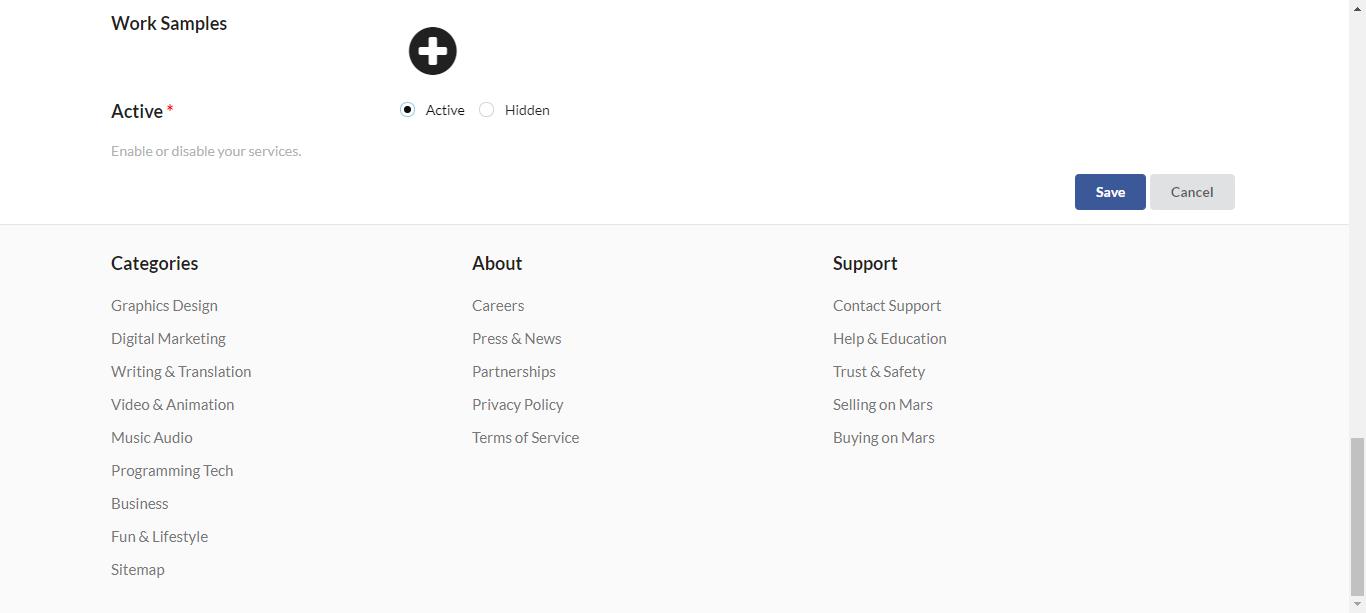 Work Samples
Active *
Active
Hidden
Enable or disable your services.
Save
Cancel
Categories
Graphics Design
Digital Marketing
Writing & Translation
Video & Animation
Music Audio
Programming Tech
Business
Fun & Lifestyle
Sitemap
About
Careers
Press & News
Partnerships
Privacy Policy
Terms of Service
Support
Contact Support
Help & Education
Trust & Safety
Selling on Mars
Buying on Mars